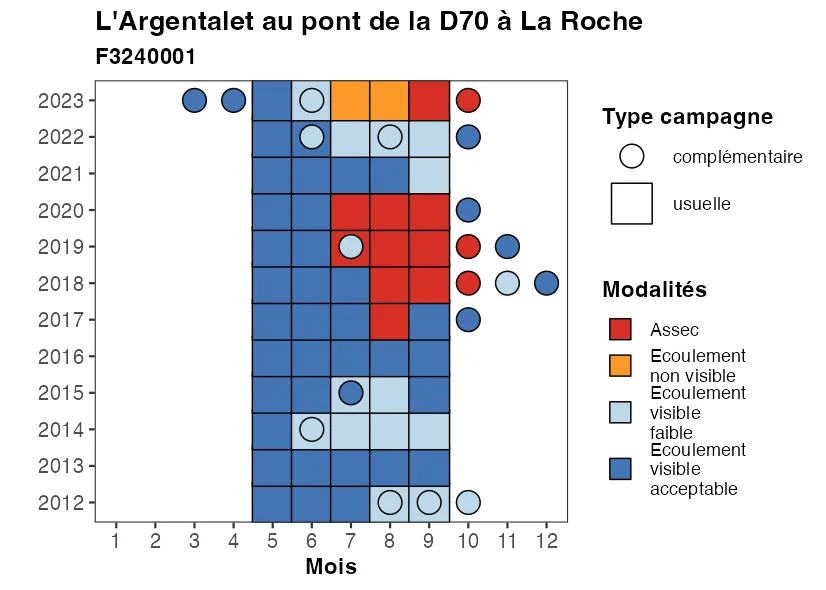 L'Argentalet au pont de la D70 à La Roche
F3240001
2023
2022
2021
2020
2019
2018
2017
2016
2015
2014
2013
2012
1 2 3 4 5 6 7 8 9 10 11 12
Mois
Type campagne
complémentaire
usuelle
Modalités
Assec
Ecoulement
non visible
Ecoulement
visible
faible
Ecoulement
visible
acceptable